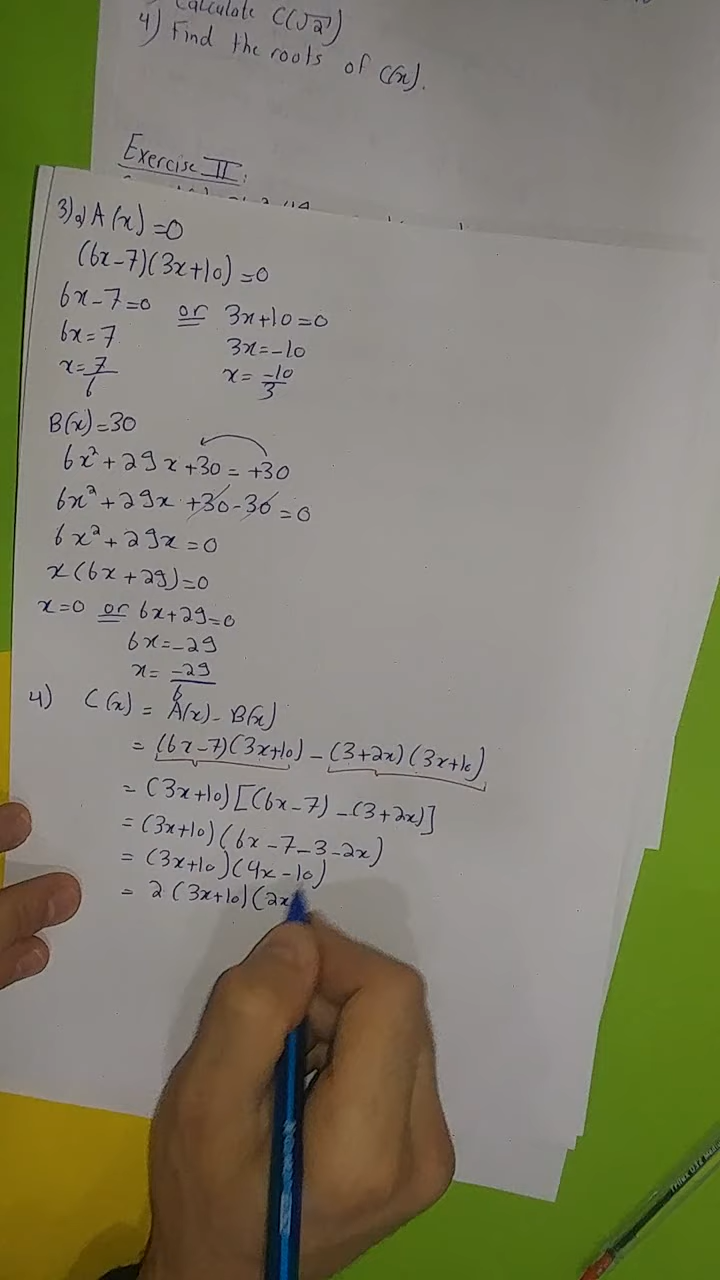 Calculate C(√2)
4) Find the roots of C(x).
Exercise II:
3) a) A(x)=0
(6x-7)(3x+10)=0
6x-7=0 or 3x+10=0
6x=7 3x=-10
x=7/6 x=-10/3
B(x)=30
6x²+29x+30=+30
6x²+29x+30-30=0
6x²+29x=0
x(6x+29)=0
x=0 or 6x+29=0
6x=-29
x=-29/6
4) C(x) = A(x)-B(x)
= (6x-7)(3x+10)-(3+2x)(3x+10)
= (3x+10)[(6x-7)-(3+2x)]
= (3x+10)(6x-7-3-2x)
= (3x+10)(4x-10)
= 2(3x+10)(2x